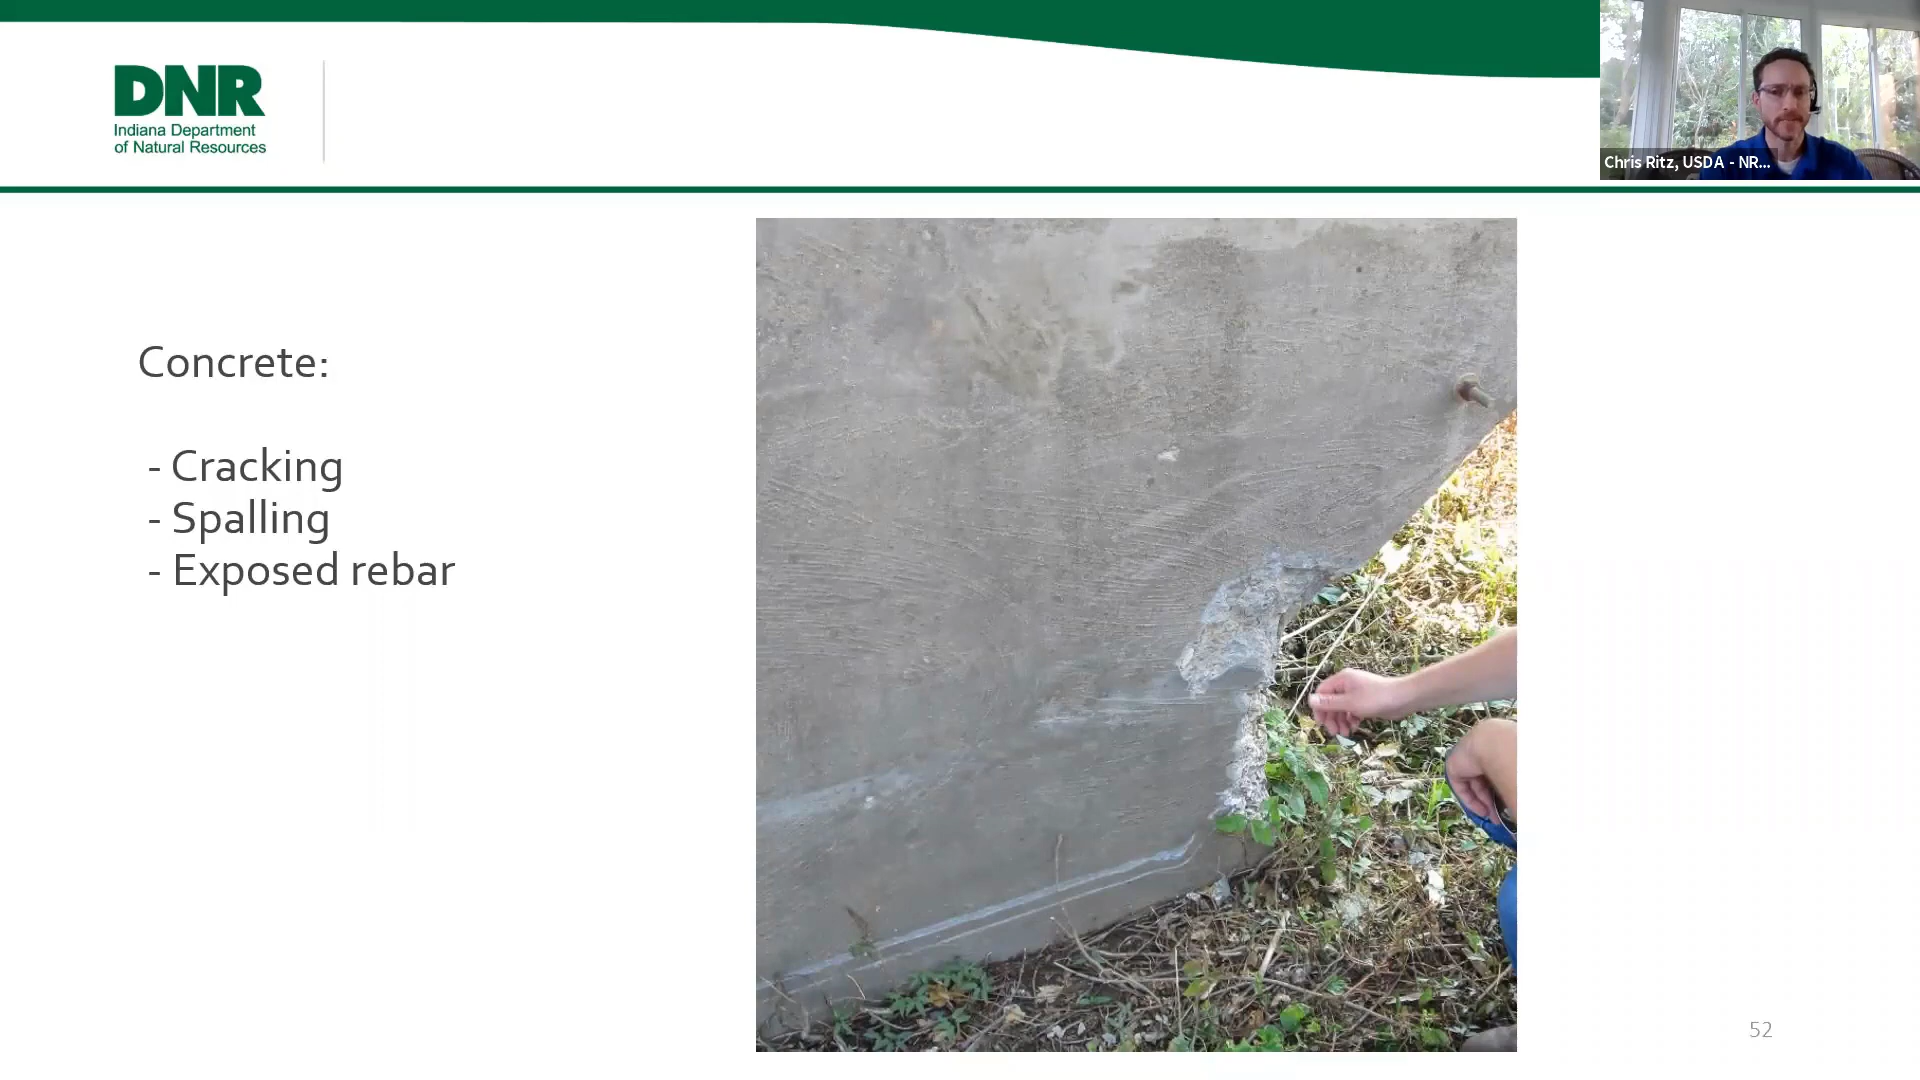 DNR
Indiana Department
of Natural Resources
Chris Ritz, USDA - NR...
Concrete:
- Cracking
- Spalling
- Exposed rebar
52